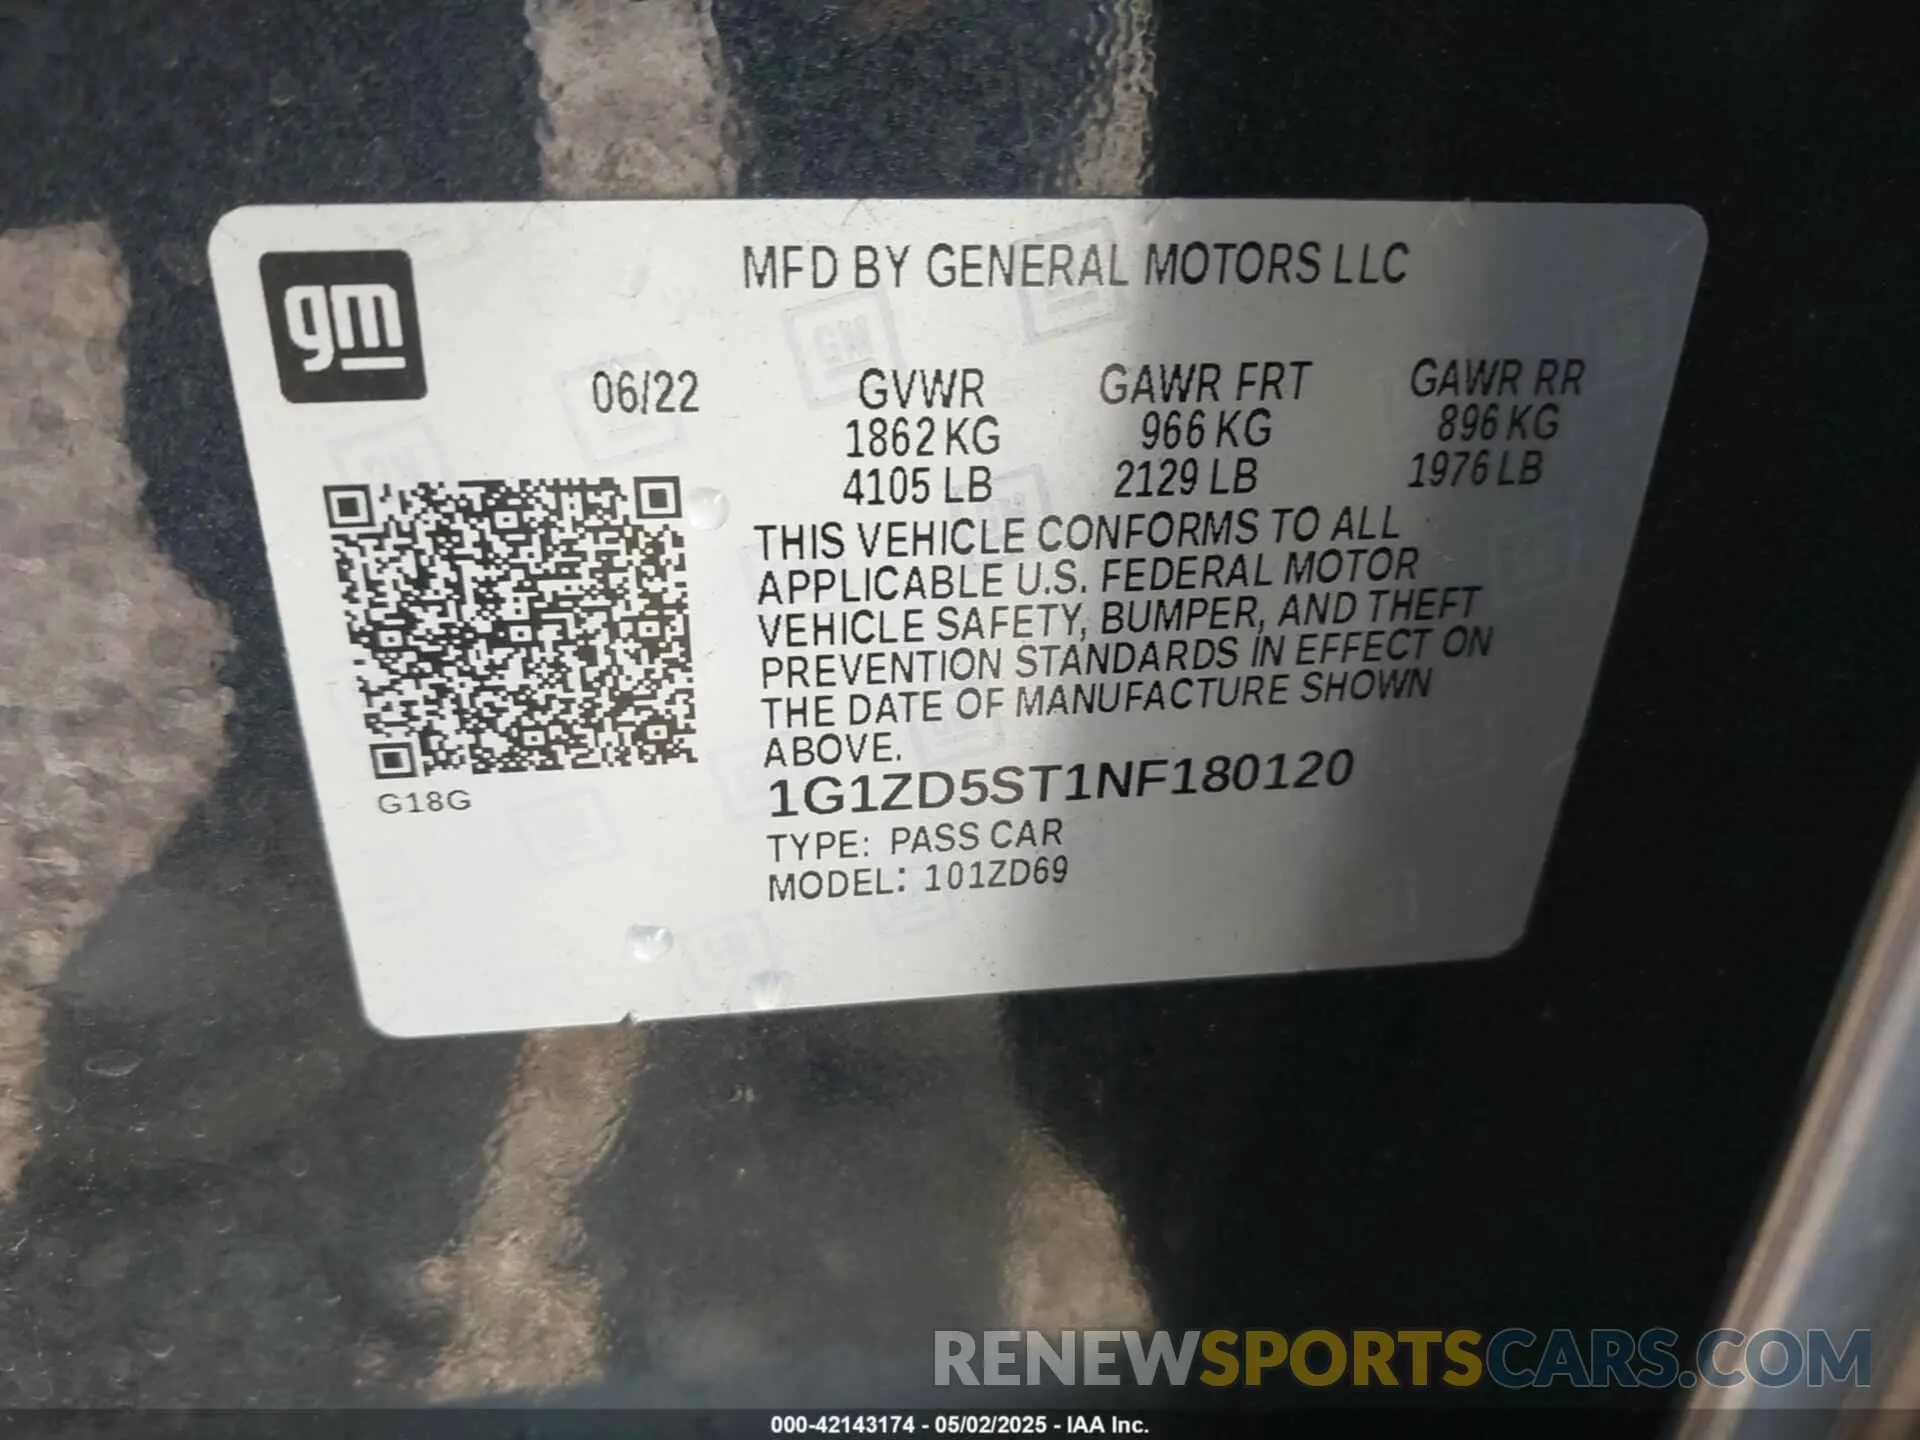 gm
MFD BY GENERAL MOTORS LLC
06/22
GVWR GAWR FRT GAWR RR
1862 KG 966 KG 896 KG
4105 LB 2129 LB 1976 LB
THIS VEHICLE CONFORMS TO ALL
APPLICABLE U.S. FEDERAL MOTOR
VEHICLE SAFETY, BUMPER, AND THEFT
PREVENTION STANDARDS IN EFFECT ON
THE DATE OF MANUFACTURE SHOWN
ABOVE.
1G1ZD5ST1NF180120
TYPE: PASS CAR
MODEL: 101ZD69
G18G
RENEWSPORTSCARS.COM
000-42143174 - 05/02/2025 - IAA Inc.